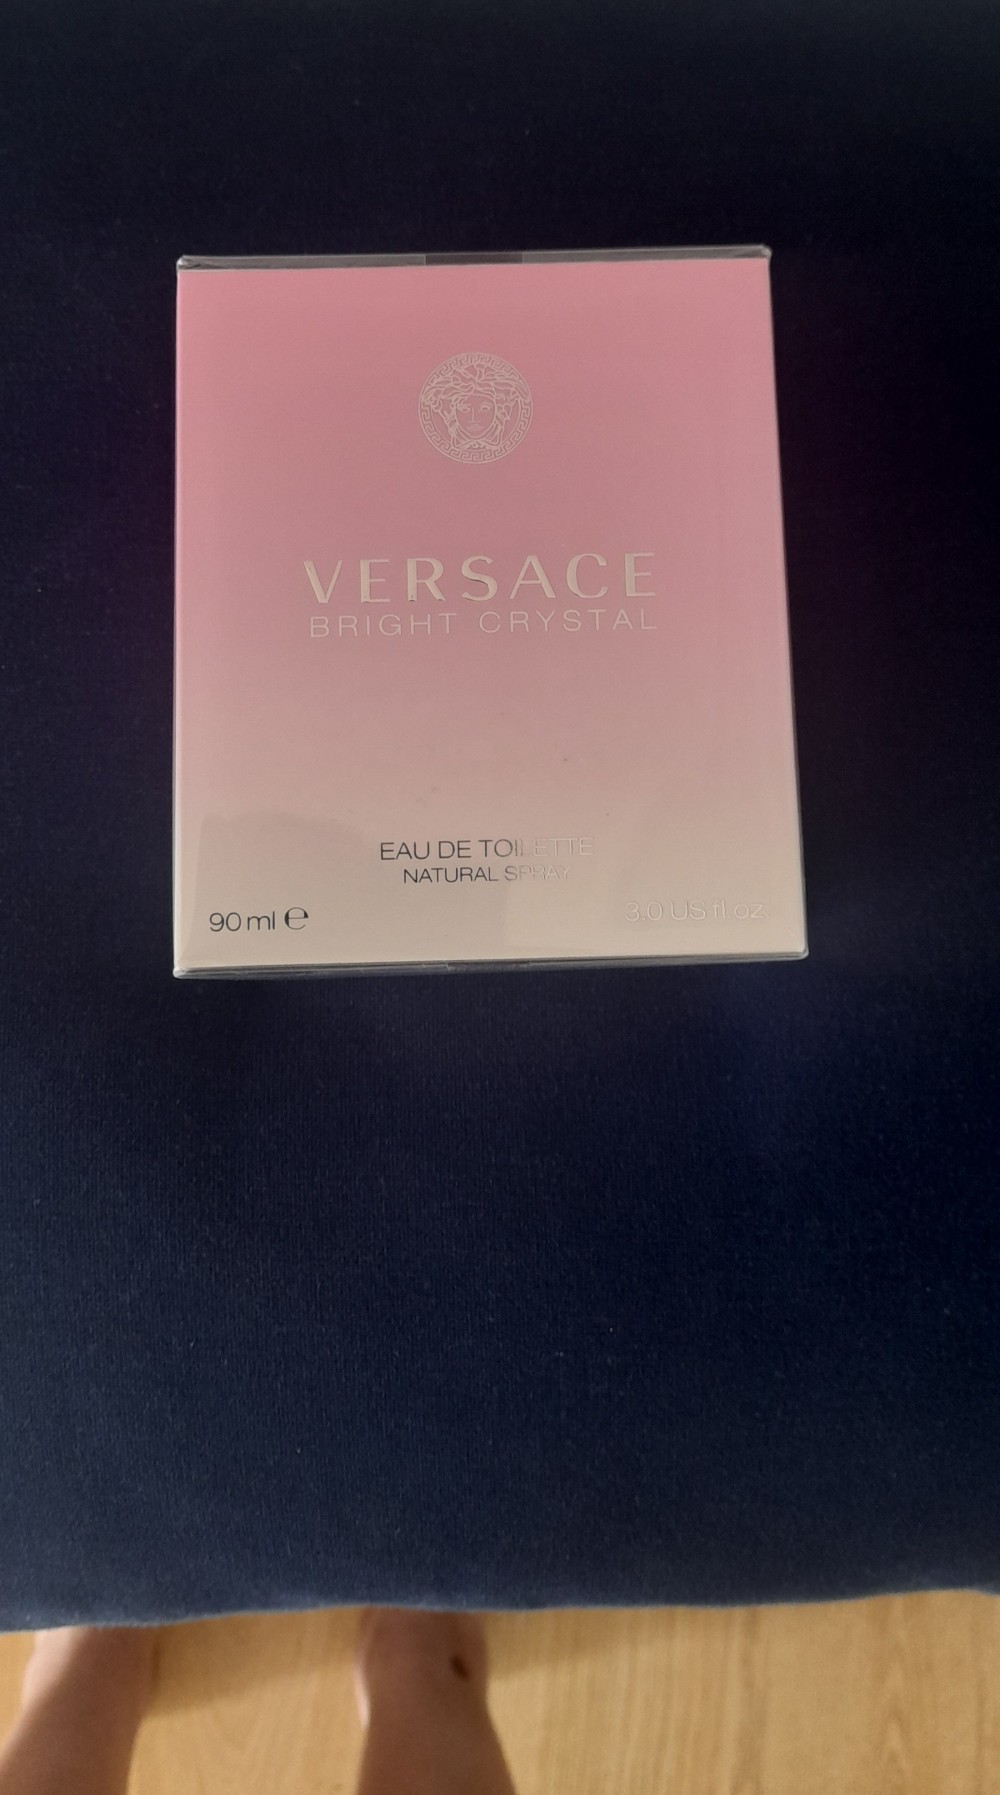 VERSACE
BRIGHT CRYSTAL
EAU DE TOILETTE
NATURAL SPRAY
90 ml ℮
3.0 US fl.oz.